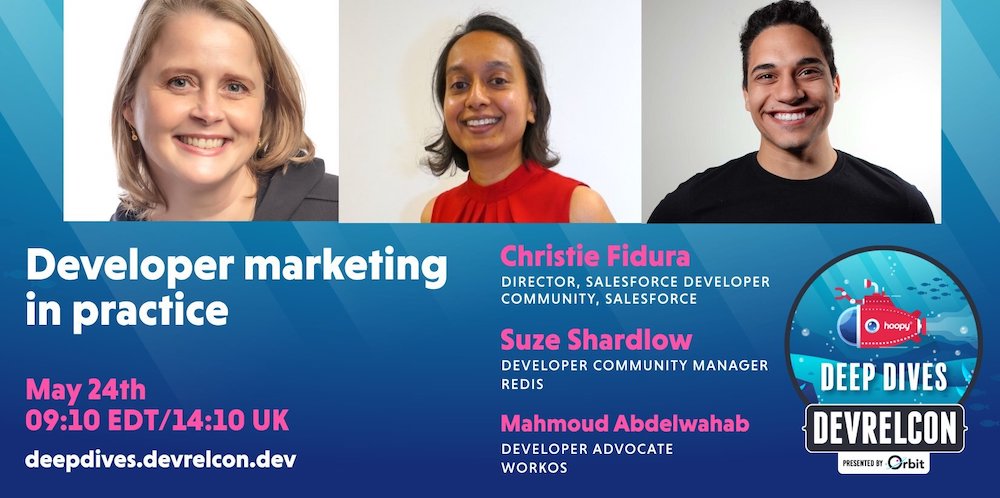 Developer marketing
in practice
May 24th
09:10 EDT/14:10 UK
deepdives.devrelcon.dev
Christie Fidura
DIRECTOR, SALESFORCE DEVELOPER
COMMUNITY, SALESFORCE
Suze Shardlow
DEVELOPER COMMUNITY MANAGER
REDIS
Mahmoud Abdelwahab
DEVELOPER ADVOCATE
WORKOS
hoopy
DEEP DIVES
DEVRELCON
PRESENTED BY Orbit